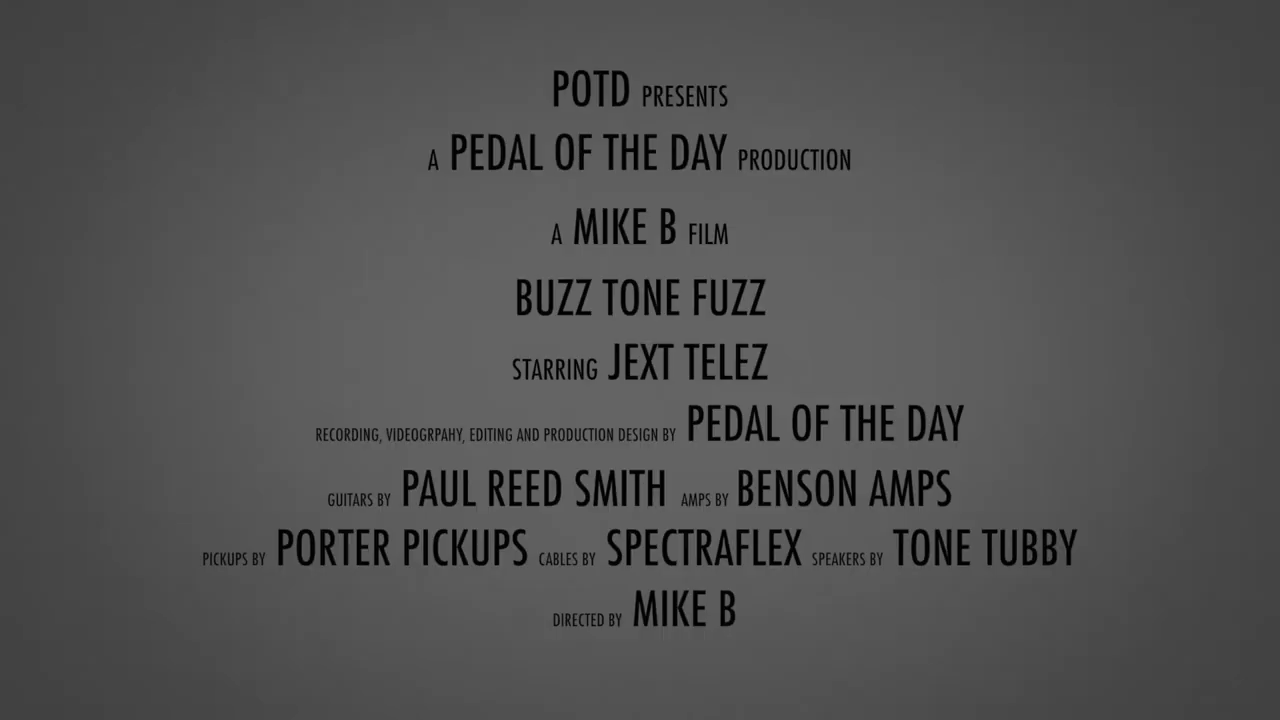 POTD PRESENTS
A PEDAL OF THE DAY PRODUCTION
A MIKE B FILM
BUZZ TONE FUZZ
STARRING JEXT TELEZ
RECORDING, VIDEOGRPAHY, EDITING AND PRODUCTION DESIGN BY PEDAL OF THE DAY
GUITARS BY PAUL REED SMITH AMPS BY BENSON AMPS
PICKUPS BY PORTER PICKUPS CABLES BY SPECTRAFLEX SPEAKERS BY TONE TUBBY
DIRECTED BY MIKE B